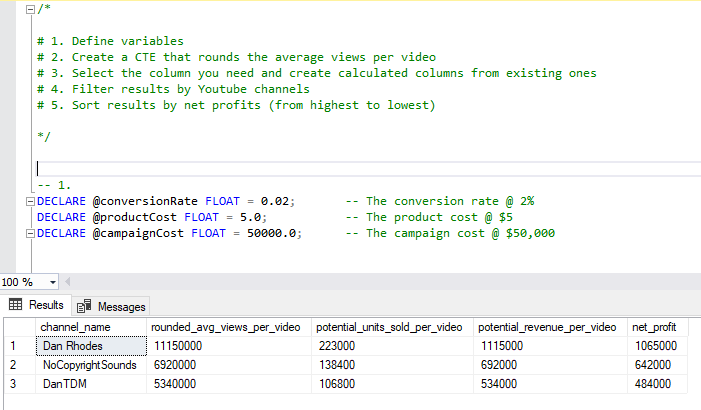 /*
# 1. Define variables
# 2. Create a CTE that rounds the average views per video
# 3. Select the column you need and create calculated columns from existing ones
# 4. Filter results by Youtube channels
# 5. Sort results by net profits (from highest to lowest)
*/
-- 1.
DECLARE @conversionRate FLOAT = 0.02; -- The conversion rate @ 2%
DECLARE @productCost FLOAT = 5.0; -- The product cost @ $5
DECLARE @campaignCost FLOAT = 50000.0; -- The campaign cost @ $50,000
100 %
Results Messages
channel_name rounded_avg_views_per_video potential_units_sold_per_video potential_revenue_per_video net_profit
1 Dan Rhodes 11150000 223000 1115000 1065000
2 NoCopyrightSounds 6920000 138400 692000 642000
3 DanTDM 5340000 106800 534000 484000